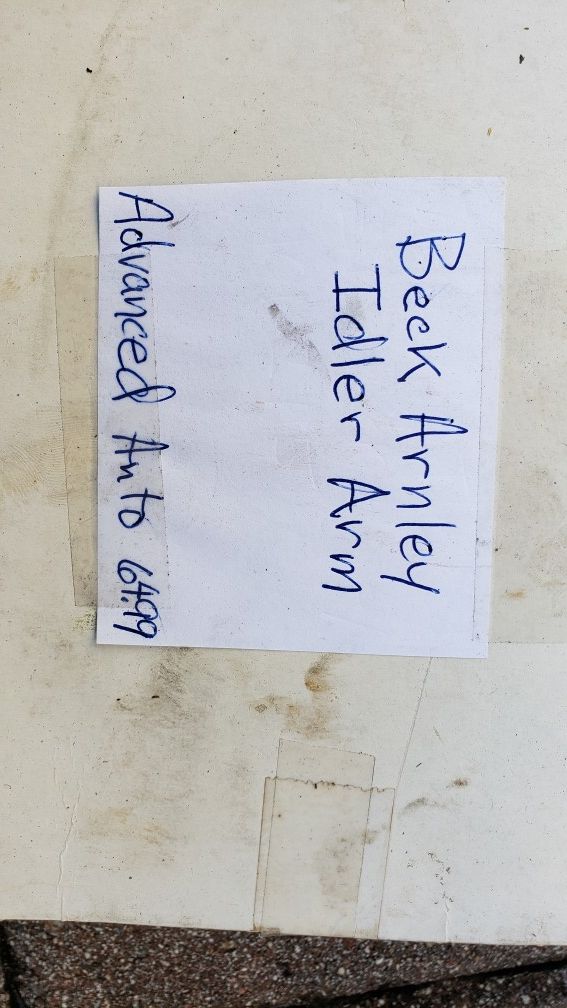 Beck Arnley
Idler Arm
Advanced Auto 64.99